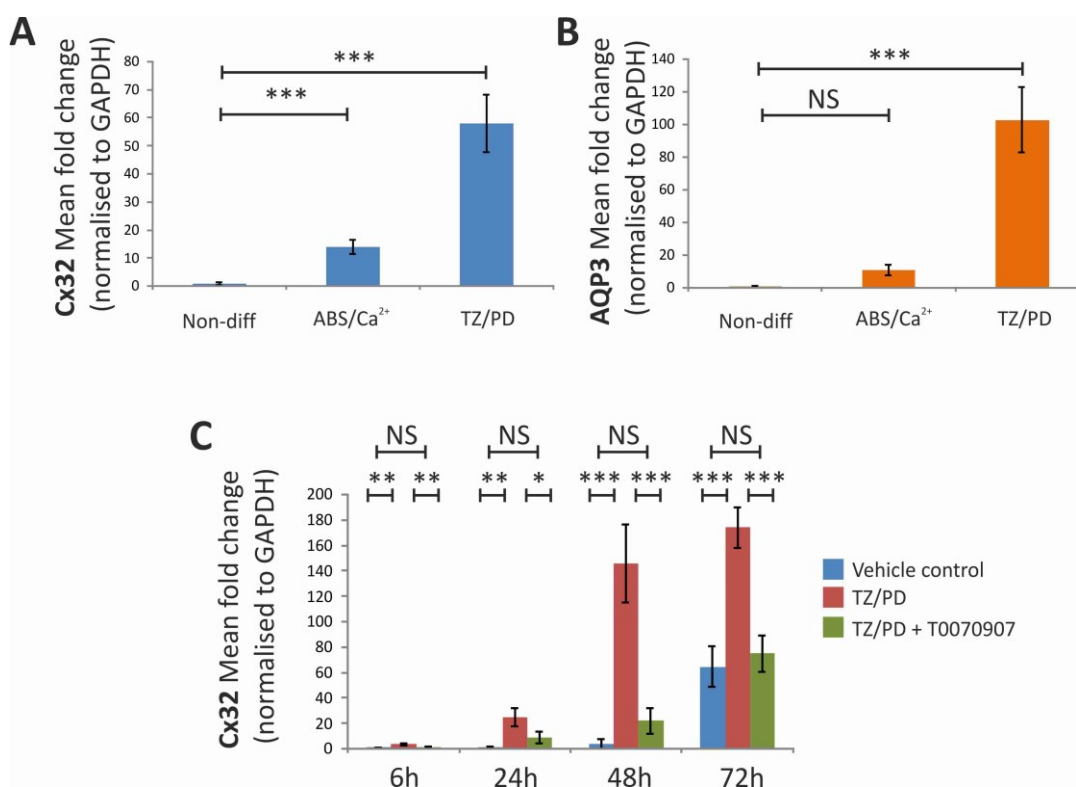 A
Cx32 Mean fold change
(normalised to GAPDH)
80
70
60
50
40
30
20
10
0
***
***
Non-diff
ABS/Ca²⁺
TZ/PD
B
AQP3 Mean fold change
(normalised to GAPDH)
140
120
100
80
60
40
20
0
***
NS
Non-diff
ABS/Ca²⁺
TZ/PD
C
Cx32 Mean fold change
(normalised to GAPDH)
NS NS NS NS
** ** ** * *** *** *** ***
200
180
160
140
120
100
80
60
40
20
0
6h 24h 48h 72h
Vehicle control
TZ/PD
TZ/PD + T0070907